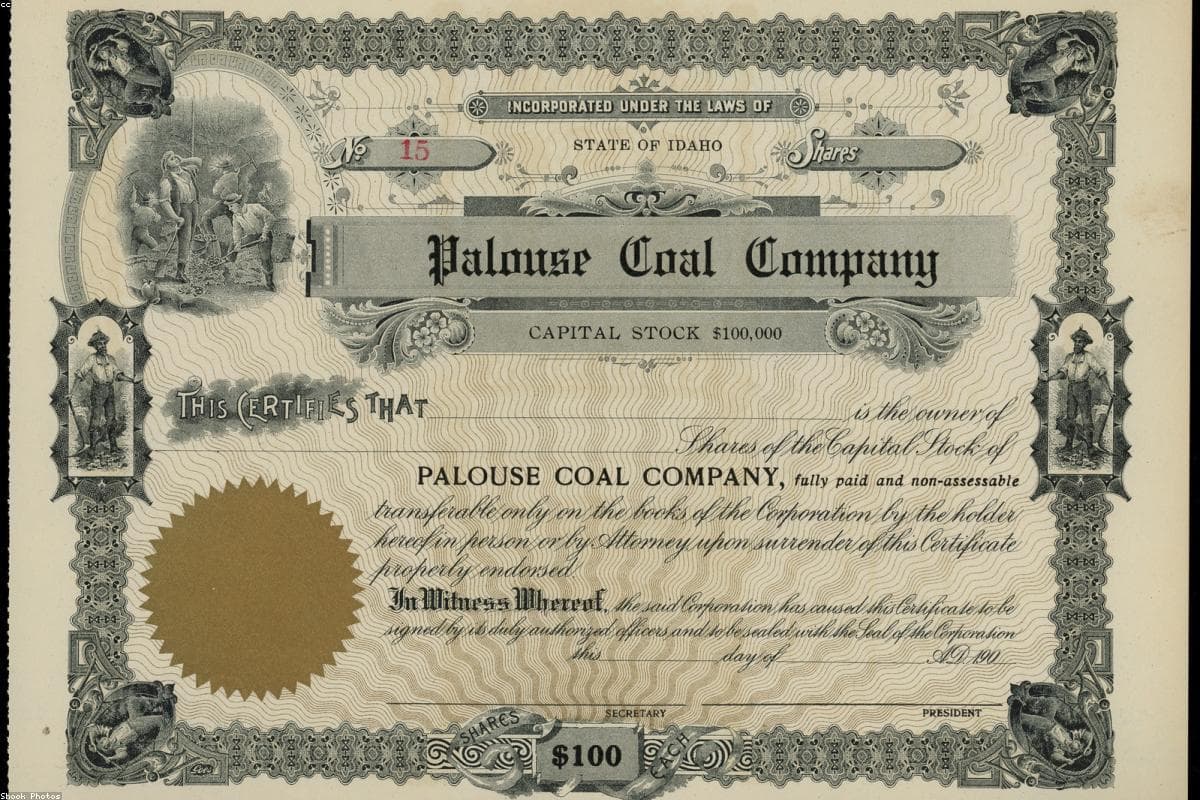 cc
INCORPORATED UNDER THE LAWS OF
No 15
STATE OF IDAHO
Shares
Palouse Coal Company
CAPITAL STOCK $100,000
THIS CERTIFIES THAT is the owner of
Shares of the Capital Stock of
PALOUSE COAL COMPANY, fully paid and non-assessable
transferable only on the books of the Corporation by the holder
hereof in person or by Attorney upon surrender of this Certificate
properly endorsed.
In Witness Whereof, the said Corporation has caused this Certificate to be
signed by its duly authorized officers and to be sealed with the Seal of the Corporation
this day of A.D. 190
SECRETARY PRESIDENT
SHARES $100 EACH
Goes
Shook Photos